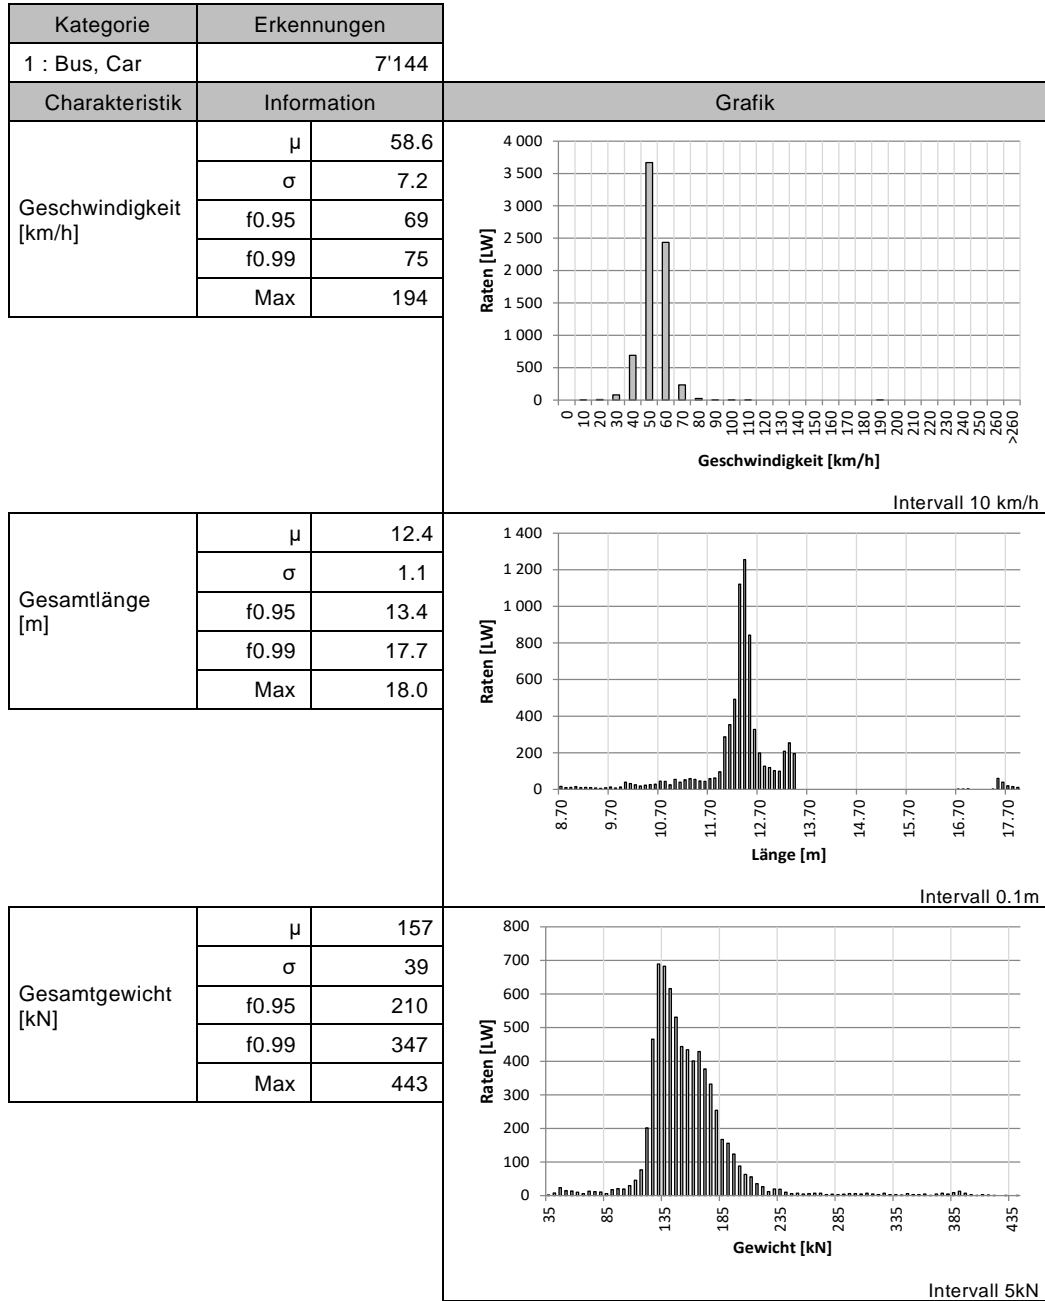 Kategorie Erkennungen
1 : Bus, Car 7'144
Charakteristik Information Grafik
Geschwindigkeit [km/h]
µ 58.6
σ 7.2
f0.95 69
f0.99 75
Max 194
4 000
3 500
3 000
2 500
2 000
1 500
1 000
500
0
Raten [LW]
0 10 20 30 40 50 60 70 80 90 100 110 120 130 140 150 160 170 180 190 200 210 220 230 240 250 260 >260
Geschwindigkeit [km/h]
Intervall 10 km/h
Gesamtlänge [m]
µ 12.4
σ 1.1
f0.95 13.4
f0.99 17.7
Max 18.0
1 400
1 200
1 000
800
600
400
200
0
Raten [LW]
8.70 9.70 10.70 11.70 12.70 13.70 14.70 15.70 16.70 17.70
Länge [m]
Intervall 0.1m
Gesamtgewicht [kN]
µ 157
σ 39
f0.95 210
f0.99 347
Max 443
800
700
600
500
400
300
200
100
0
Raten [LW]
35 85 135 185 235 285 335 385 435
Gewicht [kN]
Intervall 5kN